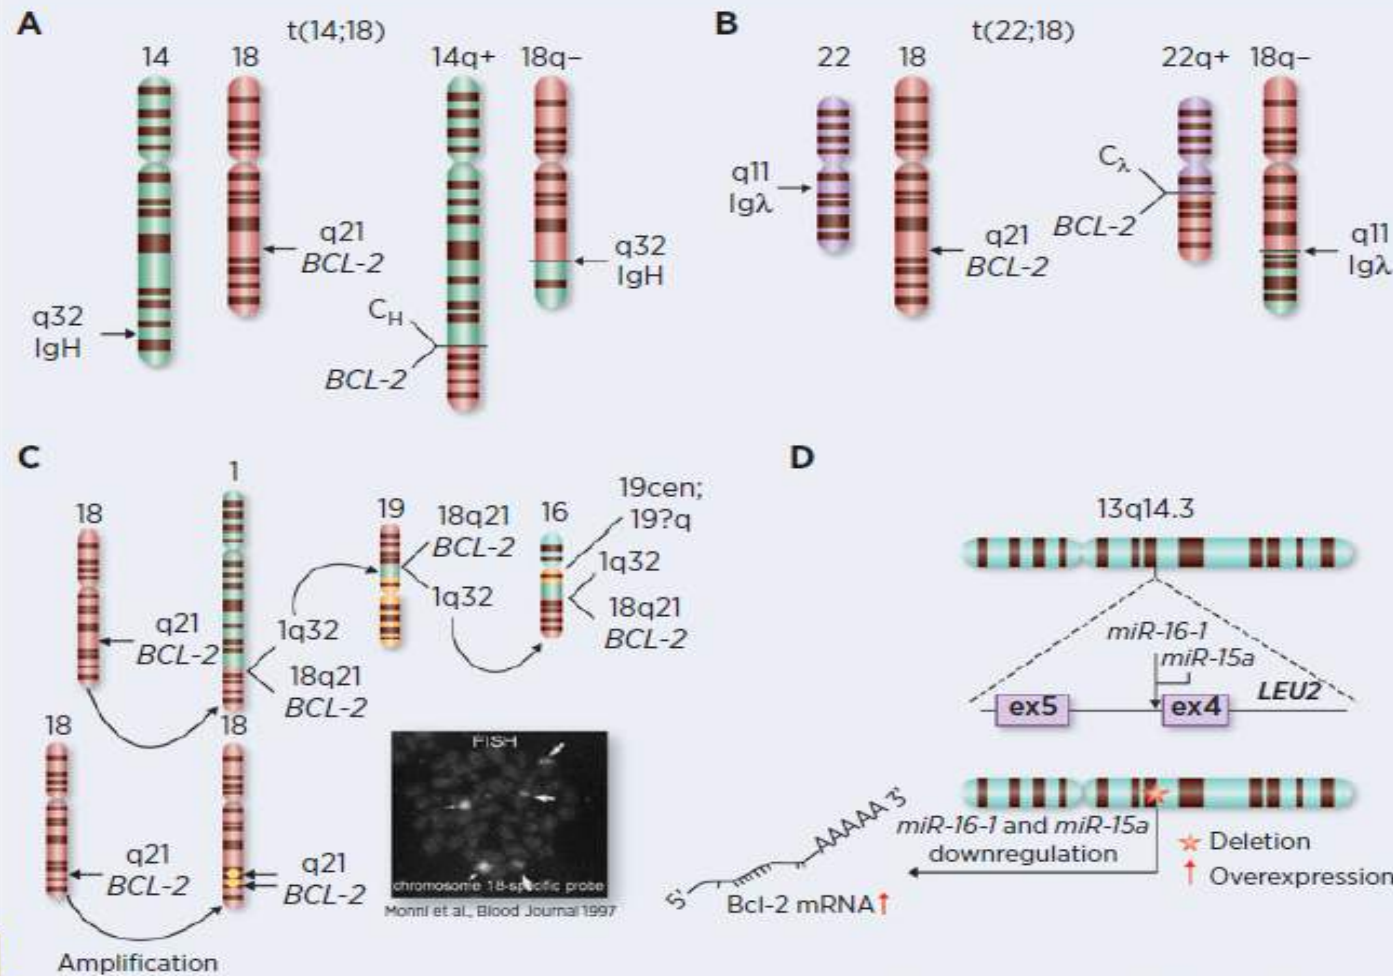 A
t(14;18)
14
18
14q+
18q−
q21
BCL-2
q32
IgH
q32
IgH
CH
BCL-2
B
t(22;18)
22
18
22q+
18q−
q11
Igλ
q21
BCL-2
Cλ
BCL-2
q11
Igλ
C
18
q21
BCL-2
1
1q32
18q21
BCL-2
19
18q21
BCL-2
1q32
16
19cen;
19?q
1q32
18q21
BCL-2
18
q21
BCL-2
18
q21
BCL-2
Amplification
FISH
chromosome 18-specific probe
Monni et al., Blood Journal 1997
D
13q14.3
miR-16-1
miR-15a
LEU2
ex5
ex4
miR-16-1 and miR-15a
downregulation
Deletion
Overexpression
5'
AAAAA 3'
Bcl-2 mRNA↑